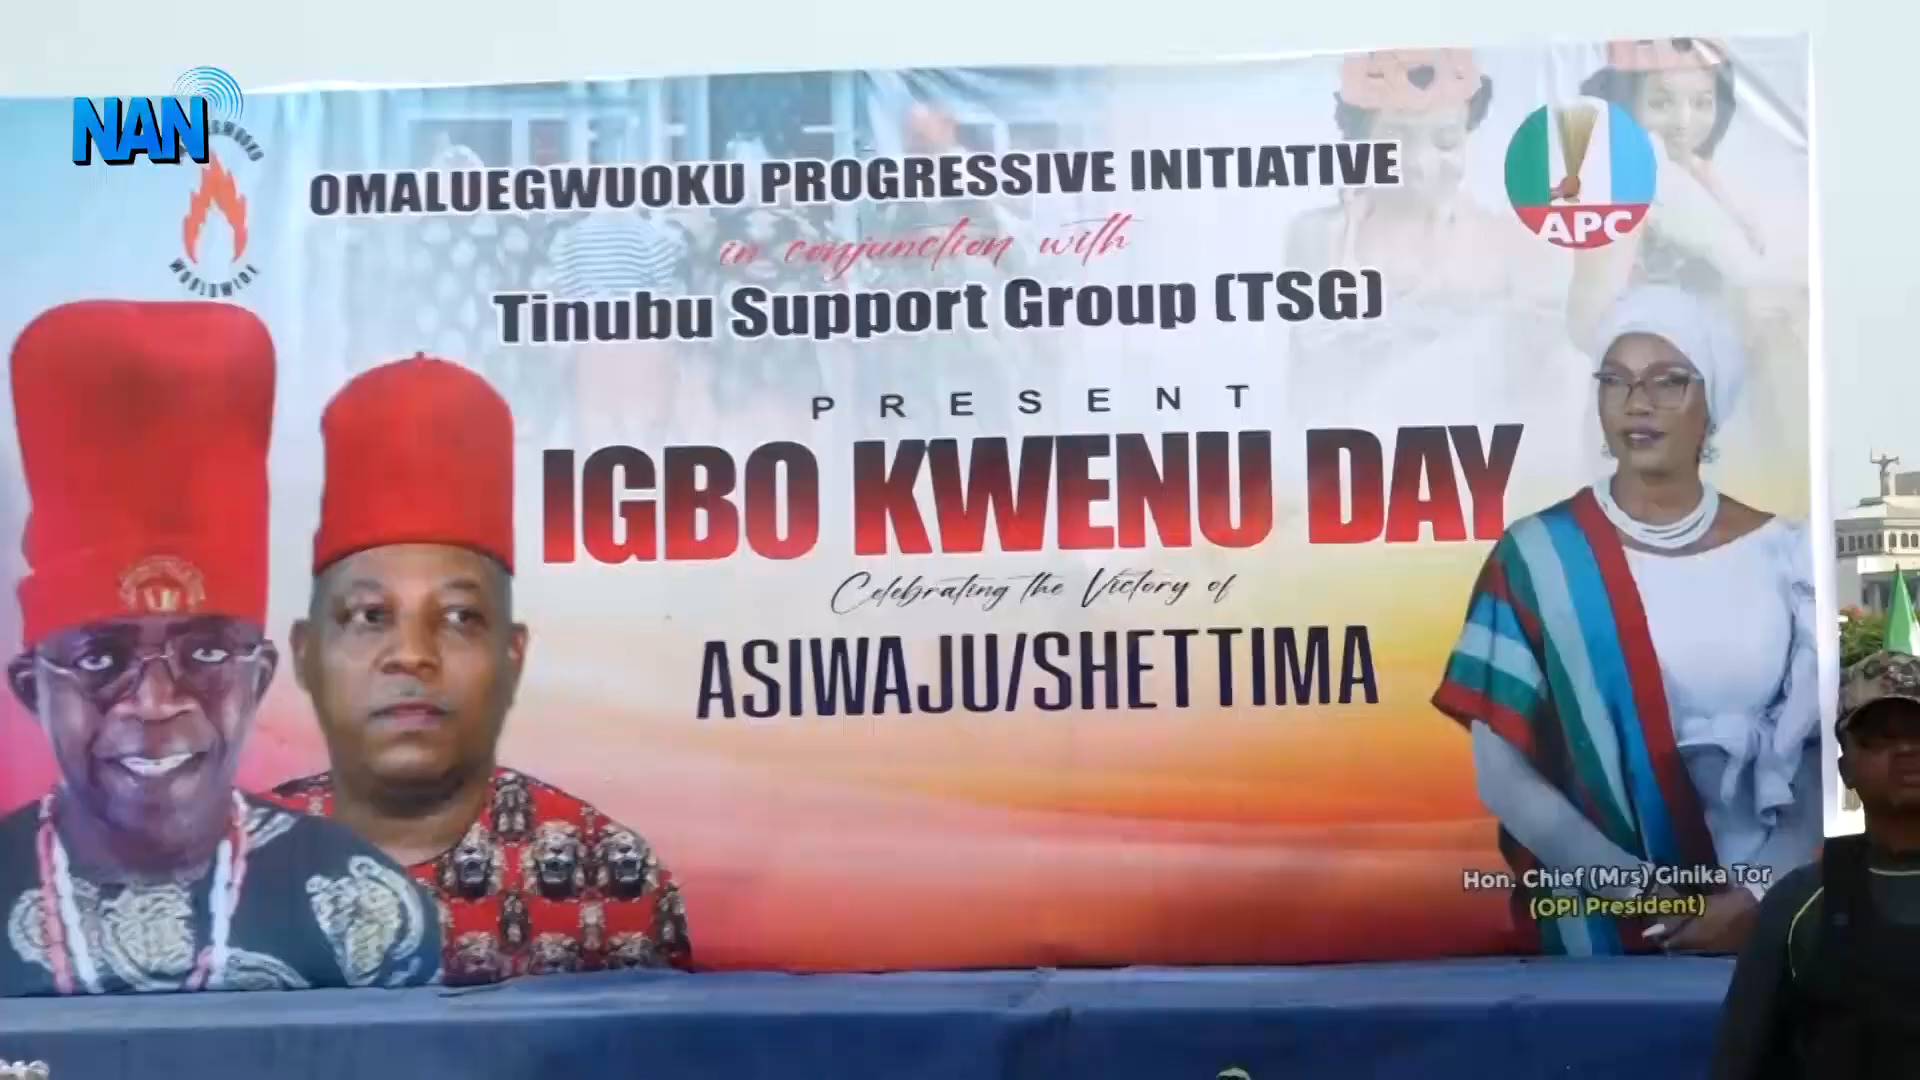 NAN
OMALUEGWUOKU PROGRESSIVE INITIATIVE
in conjunction with
Tinubu Support Group (TSG)
PRESENT
IGBO KWENU DAY
Celebrating the Victory of
ASIWAJU/SHETTIMA
APC
WORLDWIDE
Hon. Chief (Mrs) Ginika Tor
(OPI President)